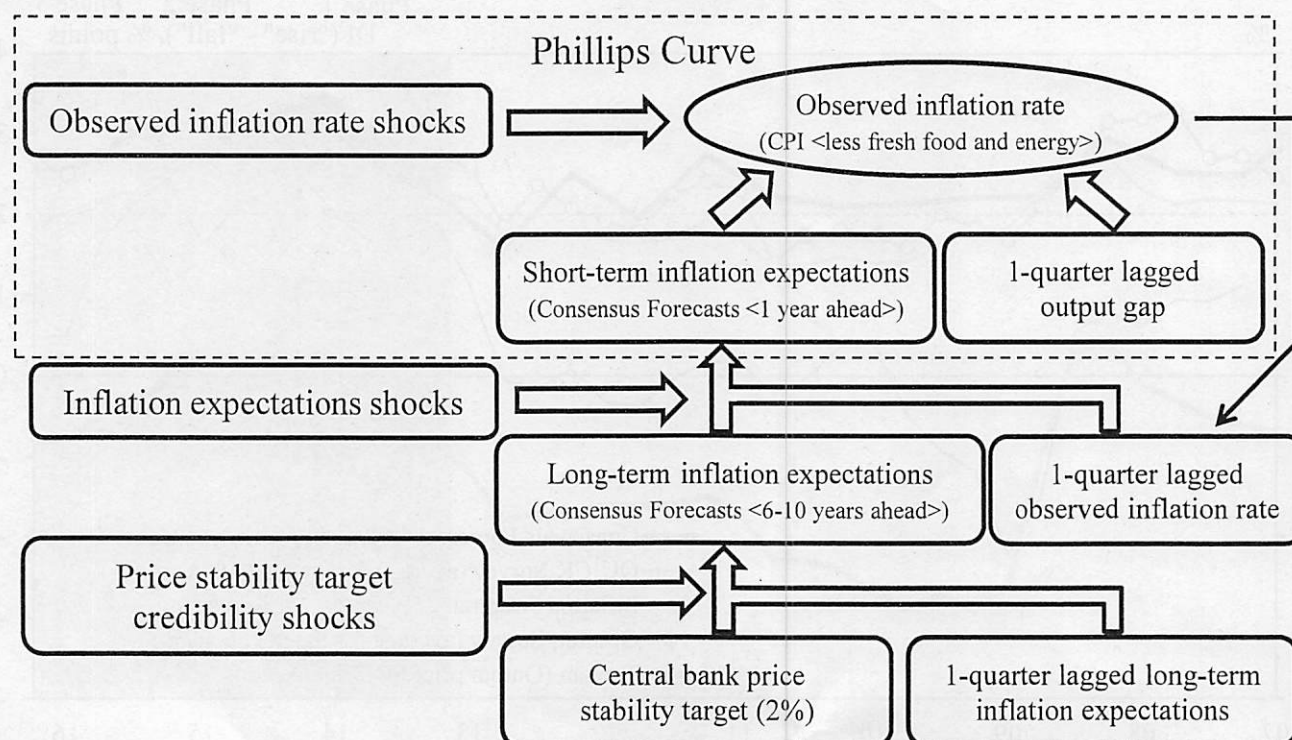 Phillips Curve
Observed inflation rate shocks
Observed inflation rate
(CPI <less fresh food and energy>)
Short-term inflation expectations
(Consensus Forecasts <1 year ahead>)
1-quarter lagged
output gap
Inflation expectations shocks
Long-term inflation expectations
(Consensus Forecasts <6-10 years ahead>)
1-quarter lagged
observed inflation rate
Price stability target
credibility shocks
Central bank price
stability target (2%)
1-quarter lagged long-term
inflation expectations